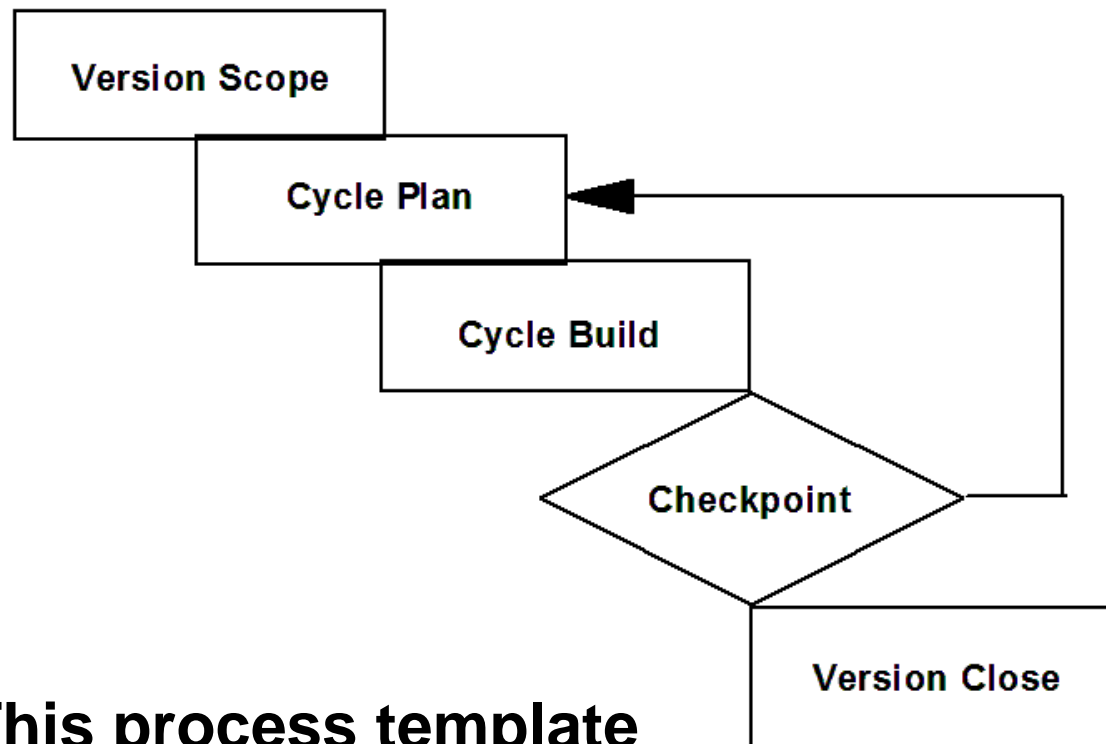 Version Scope
Cycle Plan
Cycle Build
Checkpoint
Version Close
This process template